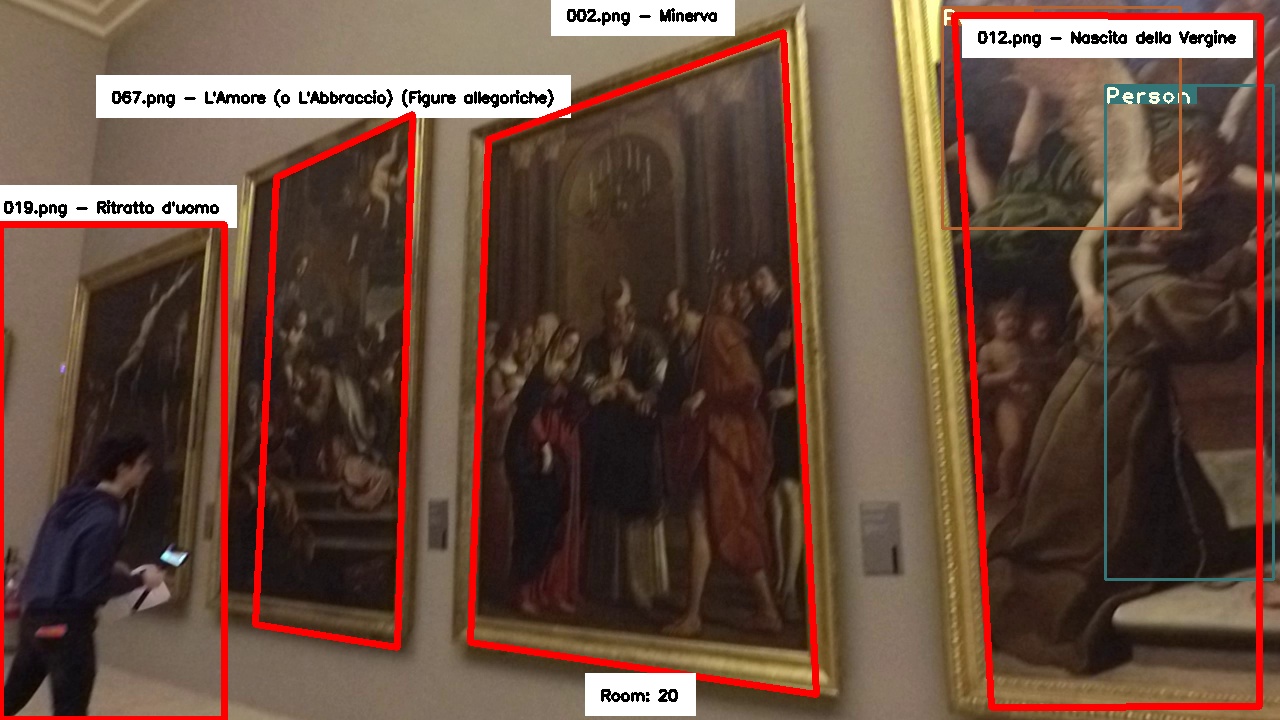 002.png - Minerva
012.png - Nascita della Vergine
067.png - L'Amore (o L'Abbraccio) (Figure allegoriche)
Person
019.png - Ritratto d'uomo
Room: 20